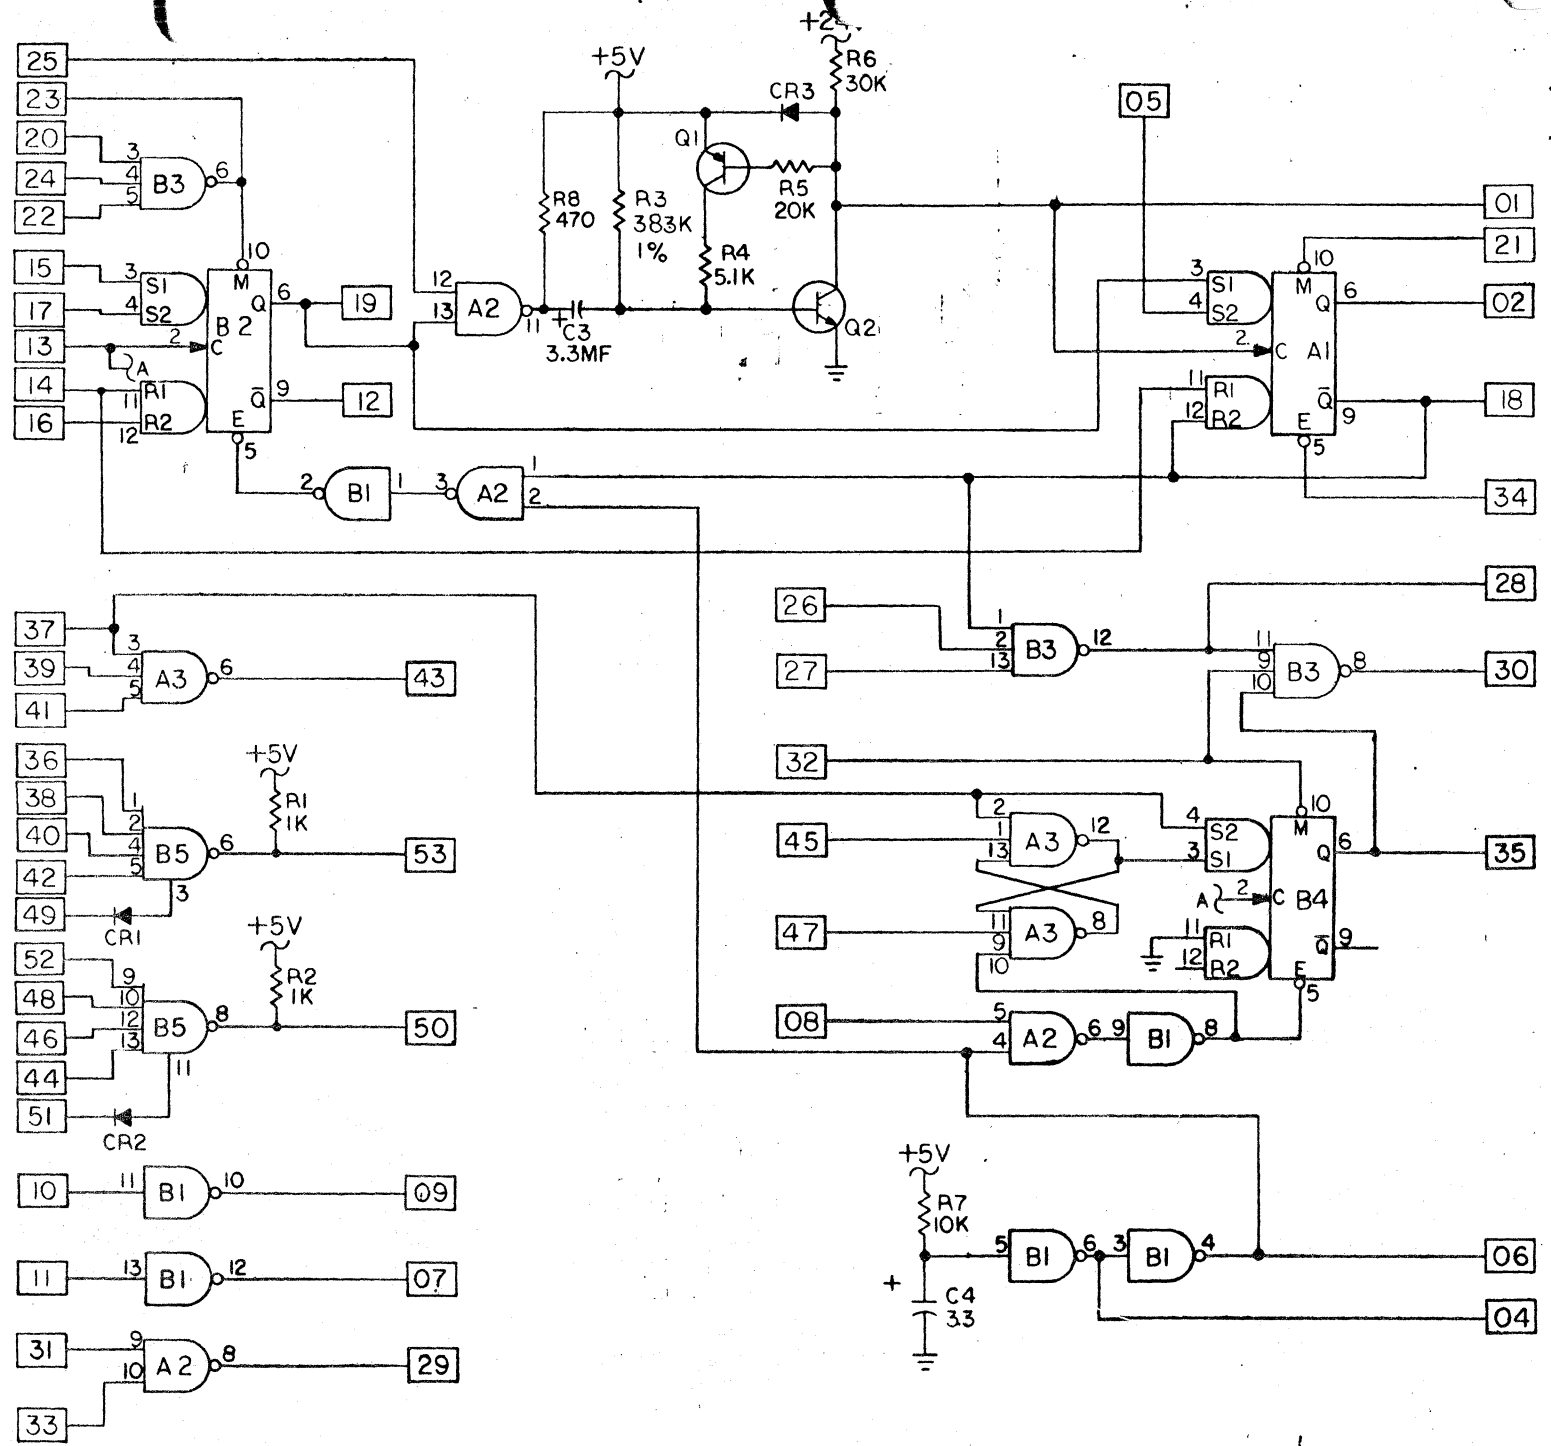 25
23
20
24
22
3
4
5
B3
6
15
17
13
14
16
3
4
S1
S2
2
C
A
11
12
R1
R2
10
M
B2
Q
6
Q̅
9
E
5
19
12
2
B1
1
3
A2
1
2
12
13
A2
11
+5V
R8
470
R3
383K
1%
+
C3
3.3MF
Q1
R4
5.1K
CR3
R5
20K
R6
30K
Q2
05
3
4
S1
S2
2
C
A1
11
12
R1
R2
10
M
Q
6
Q̅
9
E
5
01
21
02
18
34
37
39
41
3
4
5
A3
6
43
36
38
40
42
49
1
2
4
5
B5
6
3
CR1
+5V
R1
1K
53
52
48
46
44
51
9
10
12
13
B5
8
11
CR2
+5V
R2
1K
50
10
11
B1
10
09
11
13
B1
12
07
31
33
9
10
A2
8
29
26
27
1
2
13
B3
12
28
11
9
10
B3
8
30
32
45
2
1
13
A3
12
47
11
9
10
A3
8
08
5
4
A2
6
9
B1
8
4
3
S2
S1
A
2
C
B4
11
12
R1
R2
10
M
Q
6
Q̅
9
E
5
35
+5V
R7
10K
+
C4
3.3
5
B1
6
3
B1
4
06
04